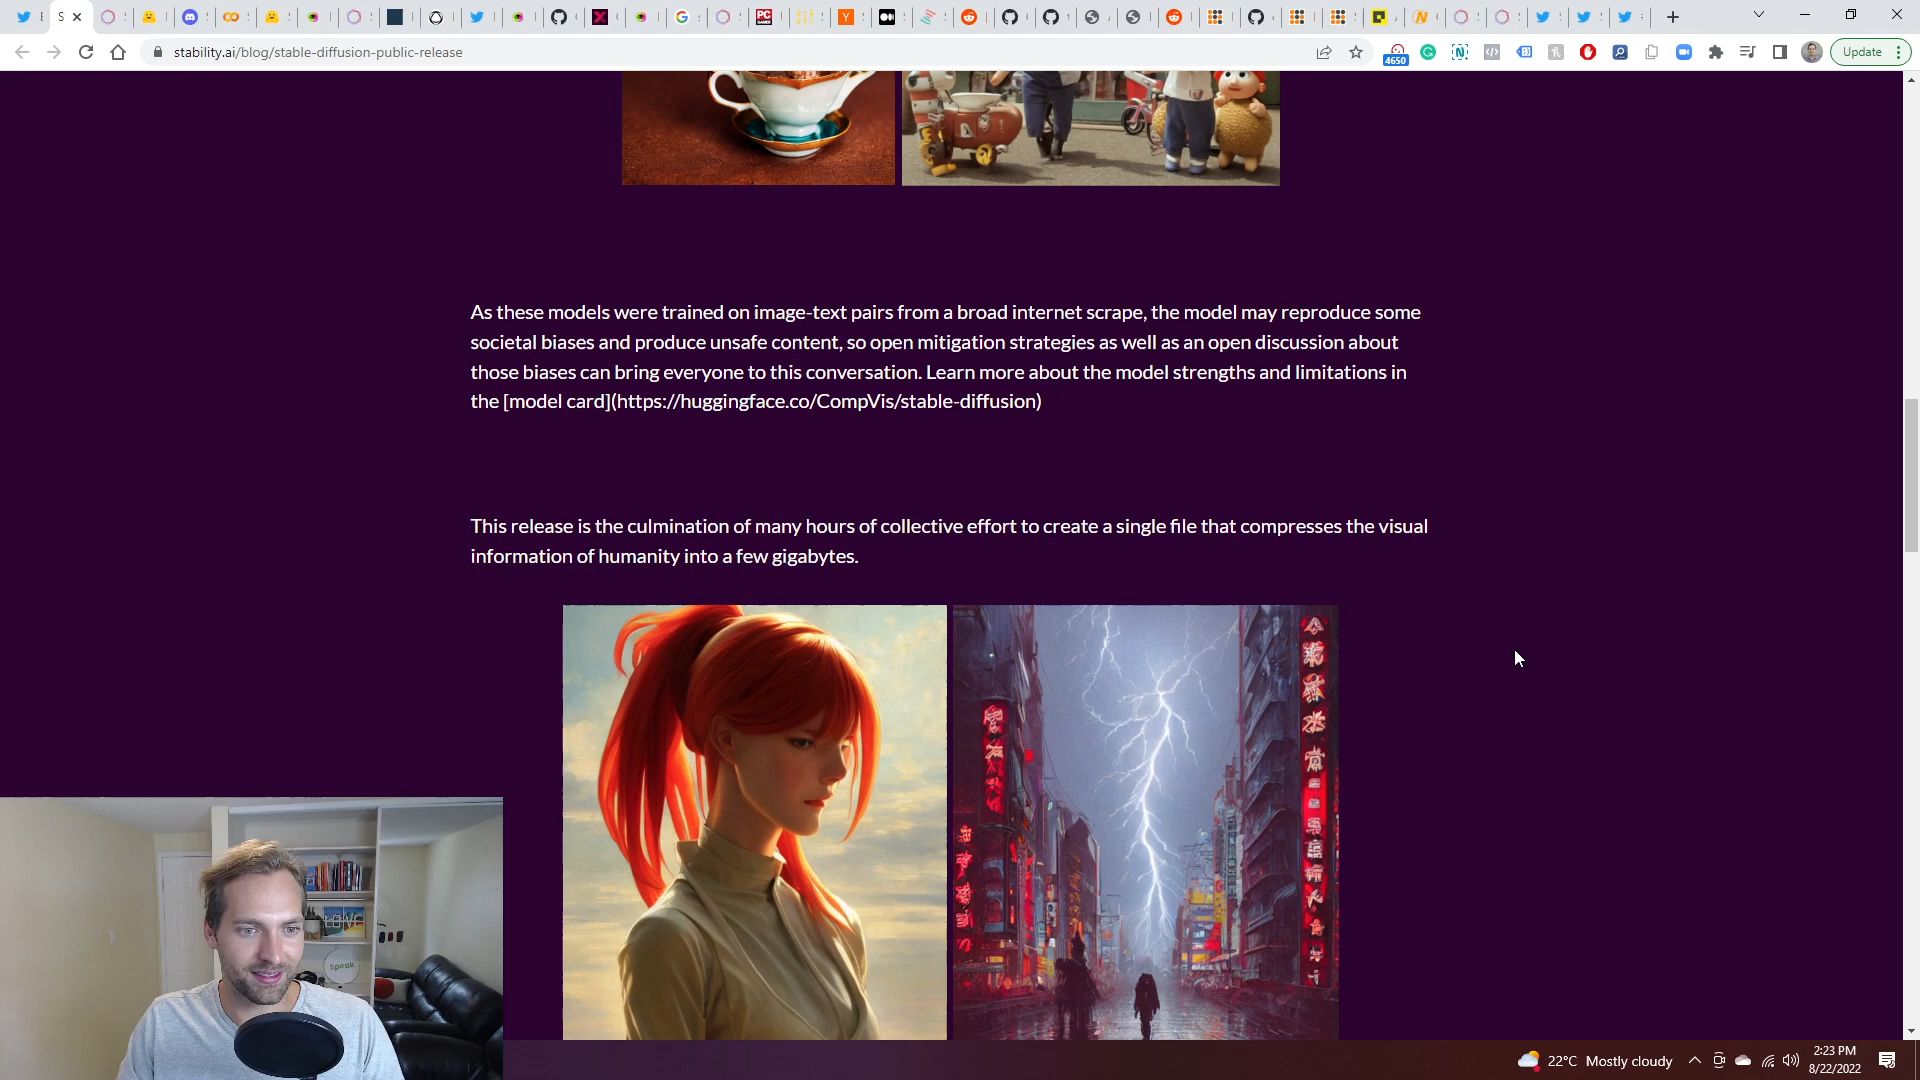 stability.ai/blog/stable-diffusion-public-release
4650
Update
As these models were trained on image-text pairs from a broad internet scrape, the model may reproduce some
societal biases and produce unsafe content, so open mitigation strategies as well as an open discussion about
those biases can bring everyone to this conversation. Learn more about the model strengths and limitations in
the [model card](https://huggingface.co/CompVis/stable-diffusion)
This release is the culmination of many hours of collective effort to create a single file that compresses the visual
information of humanity into a few gigabytes.
Speak
22°C Mostly cloudy
2:23 PM
8/22/2022